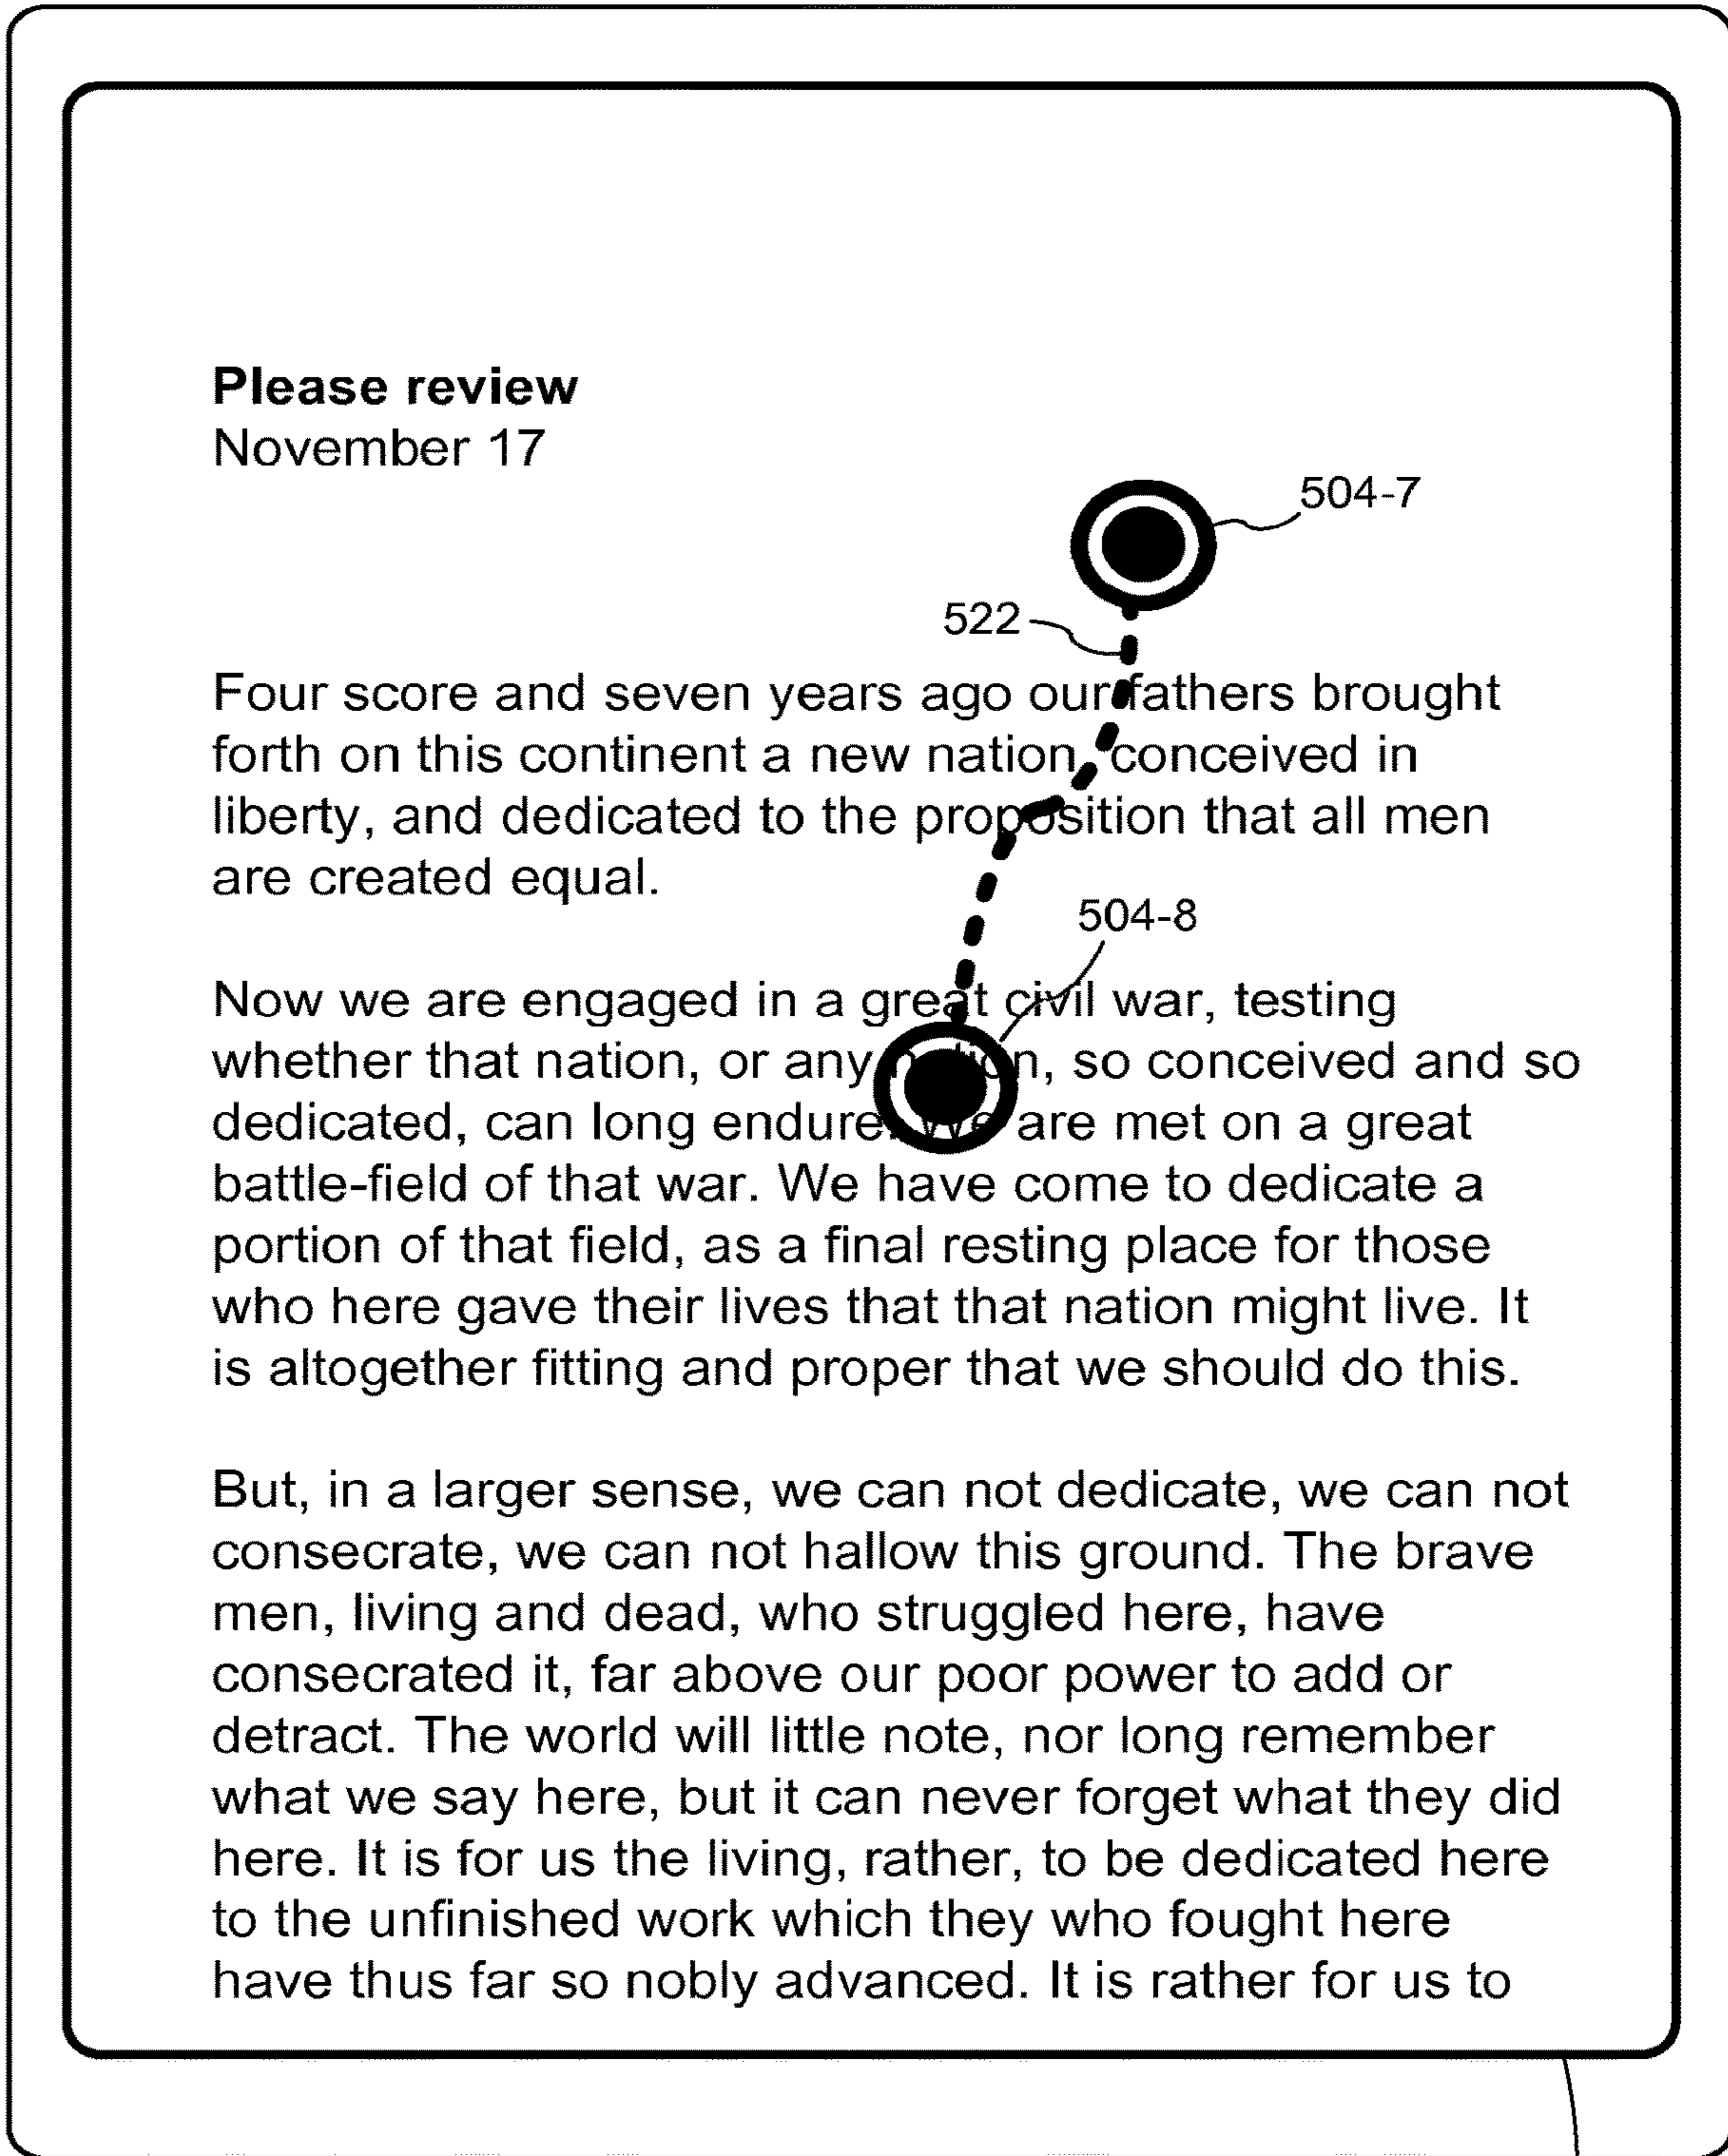 Please review
November 17
504-7
522
Four score and seven years ago our fathers brought
forth on this continent a new nation, conceived in
liberty, and dedicated to the proposition that all men
are created equal.
504-8
Now we are engaged in a great civil war, testing
whether that nation, or any nation, so conceived and so
dedicated, can long endure. We are met on a great
battle-field of that war. We have come to dedicate a
portion of that field, as a final resting place for those
who here gave their lives that that nation might live. It
is altogether fitting and proper that we should do this.
But, in a larger sense, we can not dedicate, we can not
consecrate, we can not hallow this ground. The brave
men, living and dead, who struggled here, have
consecrated it, far above our poor power to add or
detract. The world will little note, nor long remember
what we say here, but it can never forget what they did
here. It is for us the living, rather, to be dedicated here
to the unfinished work which they who fought here
have thus far so nobly advanced. It is rather for us to